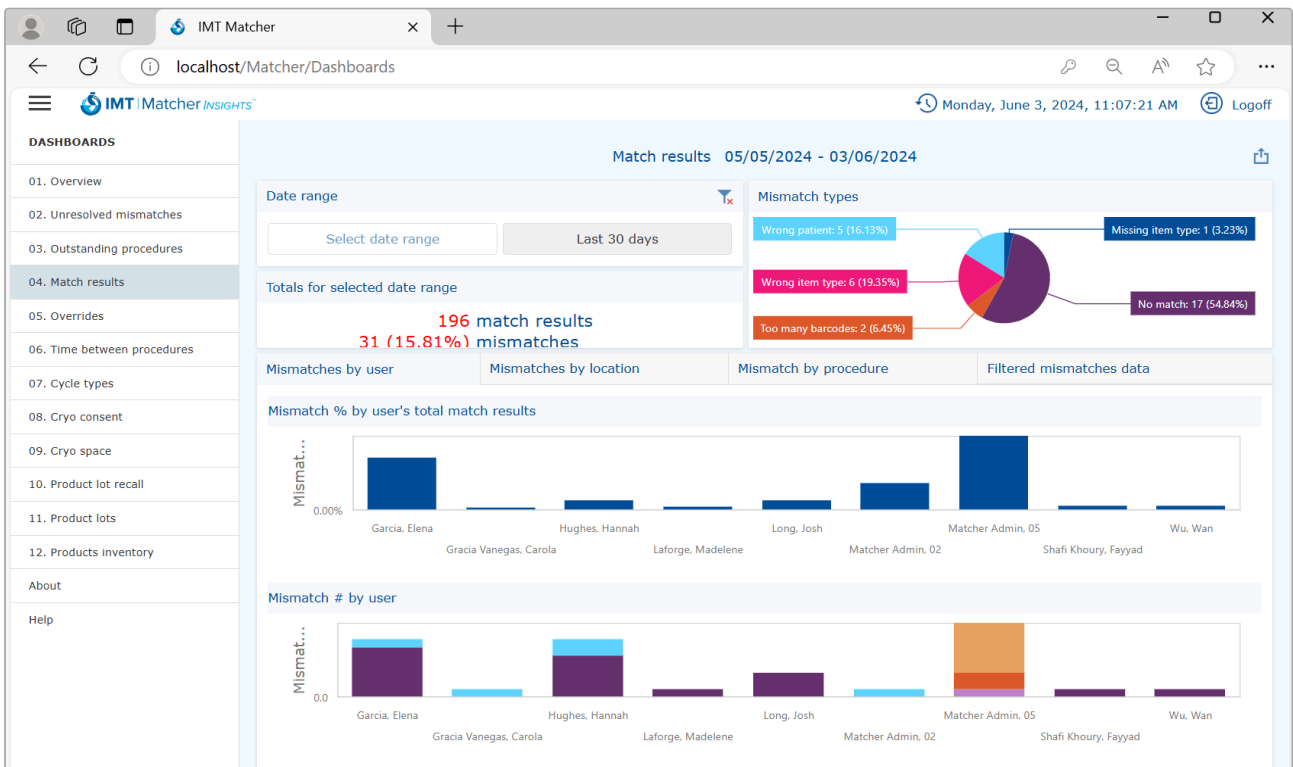 IMT Matcher
localhost/Matcher/Dashboards
IMT | Matcher INSIGHTS™
Monday, June 3, 2024, 11:07:21 AM
Logoff
DASHBOARDS
01. Overview
02. Unresolved mismatches
03. Outstanding procedures
04. Match results
05. Overrides
06. Time between procedures
07. Cycle types
08. Cryo consent
09. Cryo space
10. Product lot recall
11. Product lots
12. Products inventory
About
Help
Match results 05/05/2024 - 03/06/2024
Date range
Select date range
Last 30 days
Totals for selected date range
196 match results
31 (15.81%) mismatches
Mismatch types
Wrong patient: 5 (16.13%)
Missing item type: 1 (3.23%)
Wrong item type: 6 (19.35%)
No match: 17 (54.84%)
Too many barcodes: 2 (6.45%)
Mismatches by user
Mismatches by location
Mismatch by procedure
Filtered mismatches data
Mismatch % by user's total match results
Mismat...
0.00%
Garcia, Elena
Gracia Vanegas, Carola
Hughes, Hannah
Laforge, Madelene
Long, Josh
Matcher Admin, 02
Matcher Admin, 05
Shafi Khoury, Fayyad
Wu, Wan
Mismatch # by user
Mismat...
0.0
Garcia, Elena
Gracia Vanegas, Carola
Hughes, Hannah
Laforge, Madelene
Long, Josh
Matcher Admin, 02
Matcher Admin, 05
Shafi Khoury, Fayyad
Wu, Wan